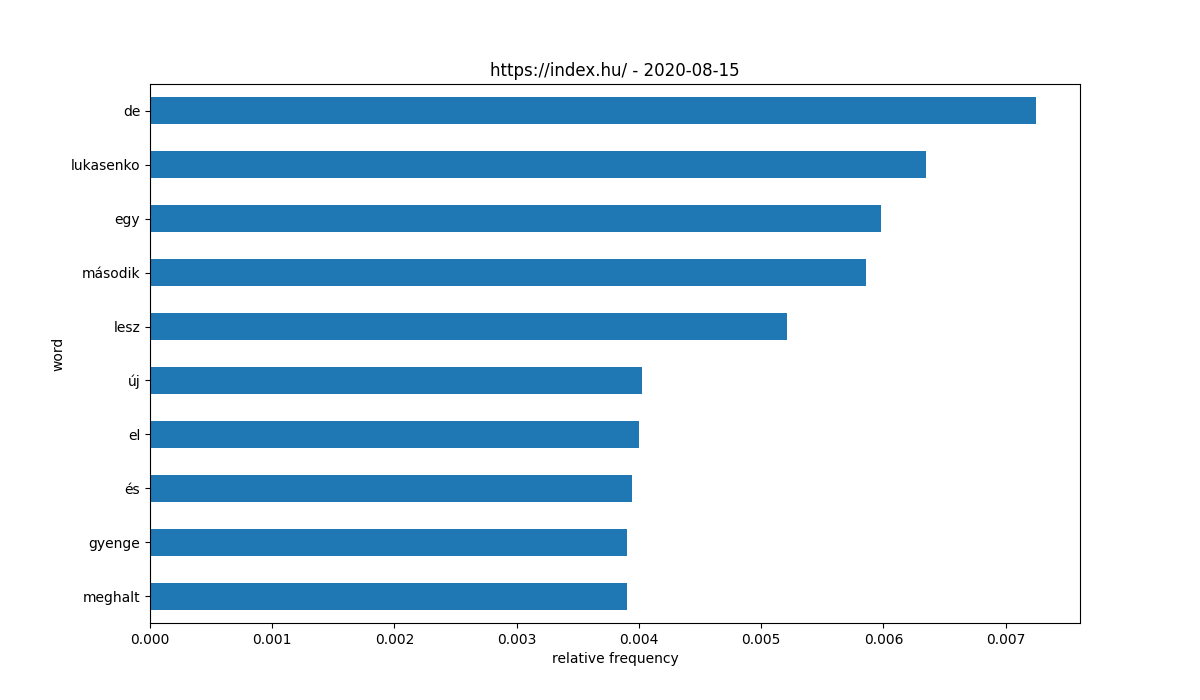 https://index.hu/ - 2020-08-15
de
lukasenko
egy
második
lesz
új
el
és
gyenge
meghalt
word
0.000 0.001 0.002 0.003 0.004 0.005 0.006 0.007
relative frequency